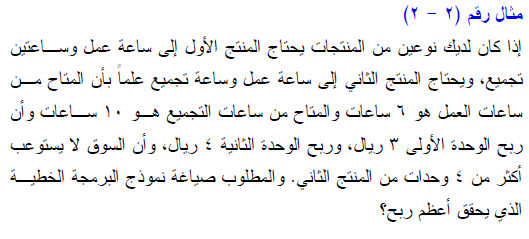 مثال رقم (٢ - ٢)
إذا كان لديك نوعين من المنتجات يحتاج المنتج الأول إلى ساعة عمل وساعتين
تجميع، ويحتاج المنتج الثاني إلى ساعة عمل وساعة تجميع علماً بأن المتاح من
ساعات العمل هو ٦ ساعات والمتاح من ساعات التجميع هو ١٠ ساعات وأن
ربح الوحدة الأولى ٣ ريال، وربح الوحدة الثانية ٤ ريال، وأن السوق لا يستوعب
أكثر من ٤ وحدات من المنتج الثاني. والمطلوب صياغة نموذج البرمجة الخطية
الذي يحقق أعظم ربح؟